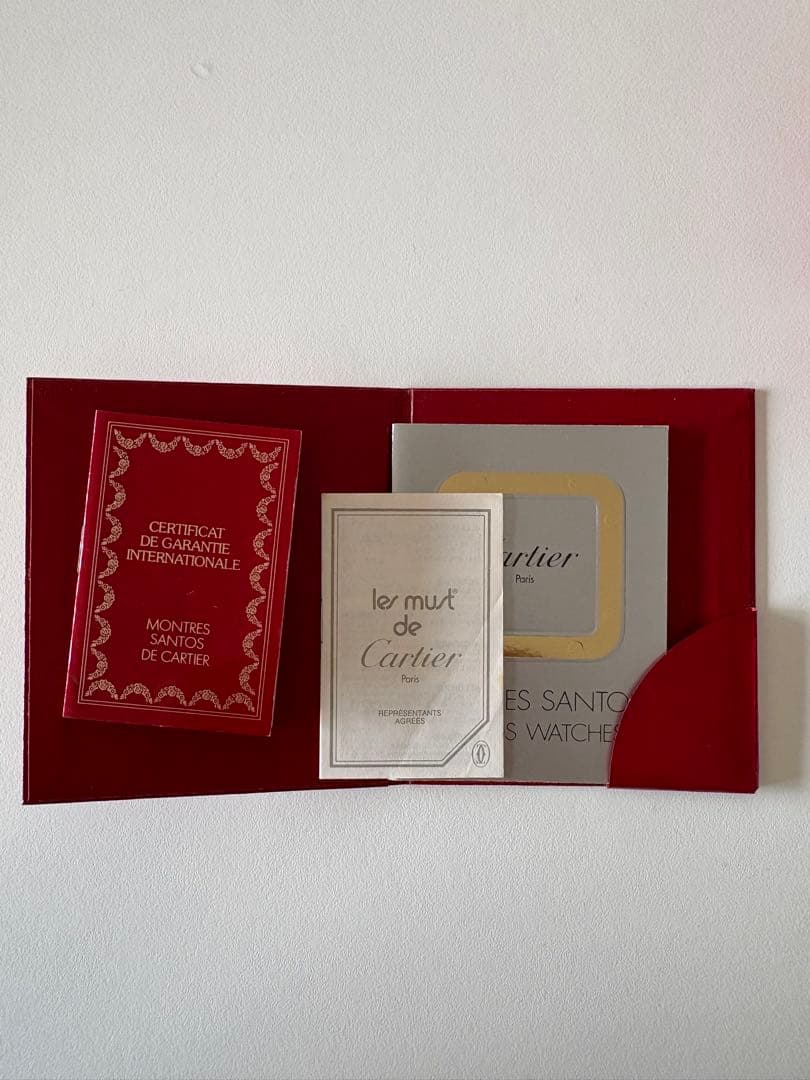 CERTIFICAT
DE GARANTIE
INTERNATIONALE
MONTRES
SANTOS
DE CARTIER
les must
de
Cartier
Paris
REPRÉSENTANTS
AGRÉÉS
artier
Paris
ES SANTO
S WATCHES